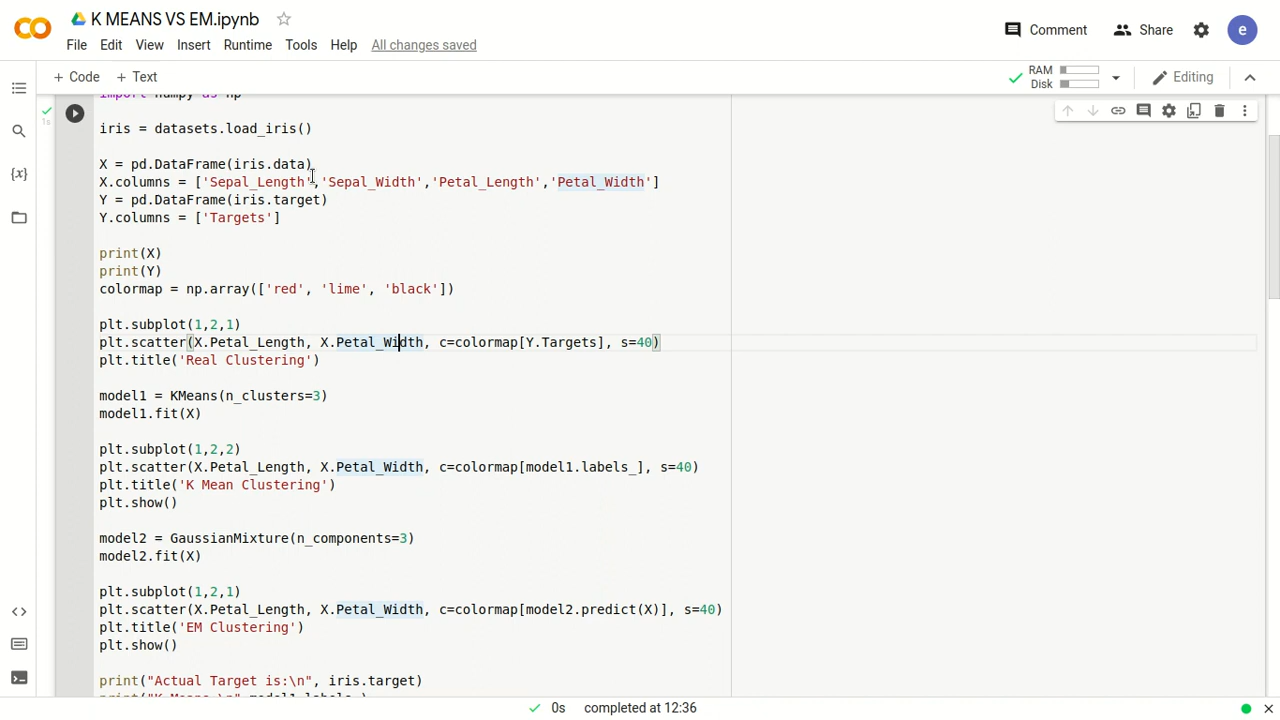 K MEANS VS EM.ipynb
Comment
Share
e
File Edit View Insert Runtime Tools Help All changes saved
+ Code + Text
RAM
Disk
Editing
import numpy as np
1s
iris = datasets.load_iris()
X = pd.DataFrame(iris.data)
{x}
X.columns = ['Sepal_Length','Sepal_Width','Petal_Length','Petal_Width']
Y = pd.DataFrame(iris.target)
Y.columns = ['Targets']
print(X)
print(Y)
colormap = np.array(['red', 'lime', 'black'])
plt.subplot(1,2,1)
plt.scatter(X.Petal_Length, X.Petal_Width, c=colormap[Y.Targets], s=40)
plt.title('Real Clustering')
model1 = KMeans(n_clusters=3)
model1.fit(X)
plt.subplot(1,2,2)
plt.scatter(X.Petal_Length, X.Petal_Width, c=colormap[model1.labels_], s=40)
plt.title('K Mean Clustering')
plt.show()
model2 = GaussianMixture(n_components=3)
model2.fit(X)
plt.subplot(1,2,1)
plt.scatter(X.Petal_Length, X.Petal_Width, c=colormap[model2.predict(X)], s=40)
plt.title('EM Clustering')
plt.show()
print("Actual Target is:\n", iris.target)
print("K Means:\n",model1.labels_)
0s completed at 12:36